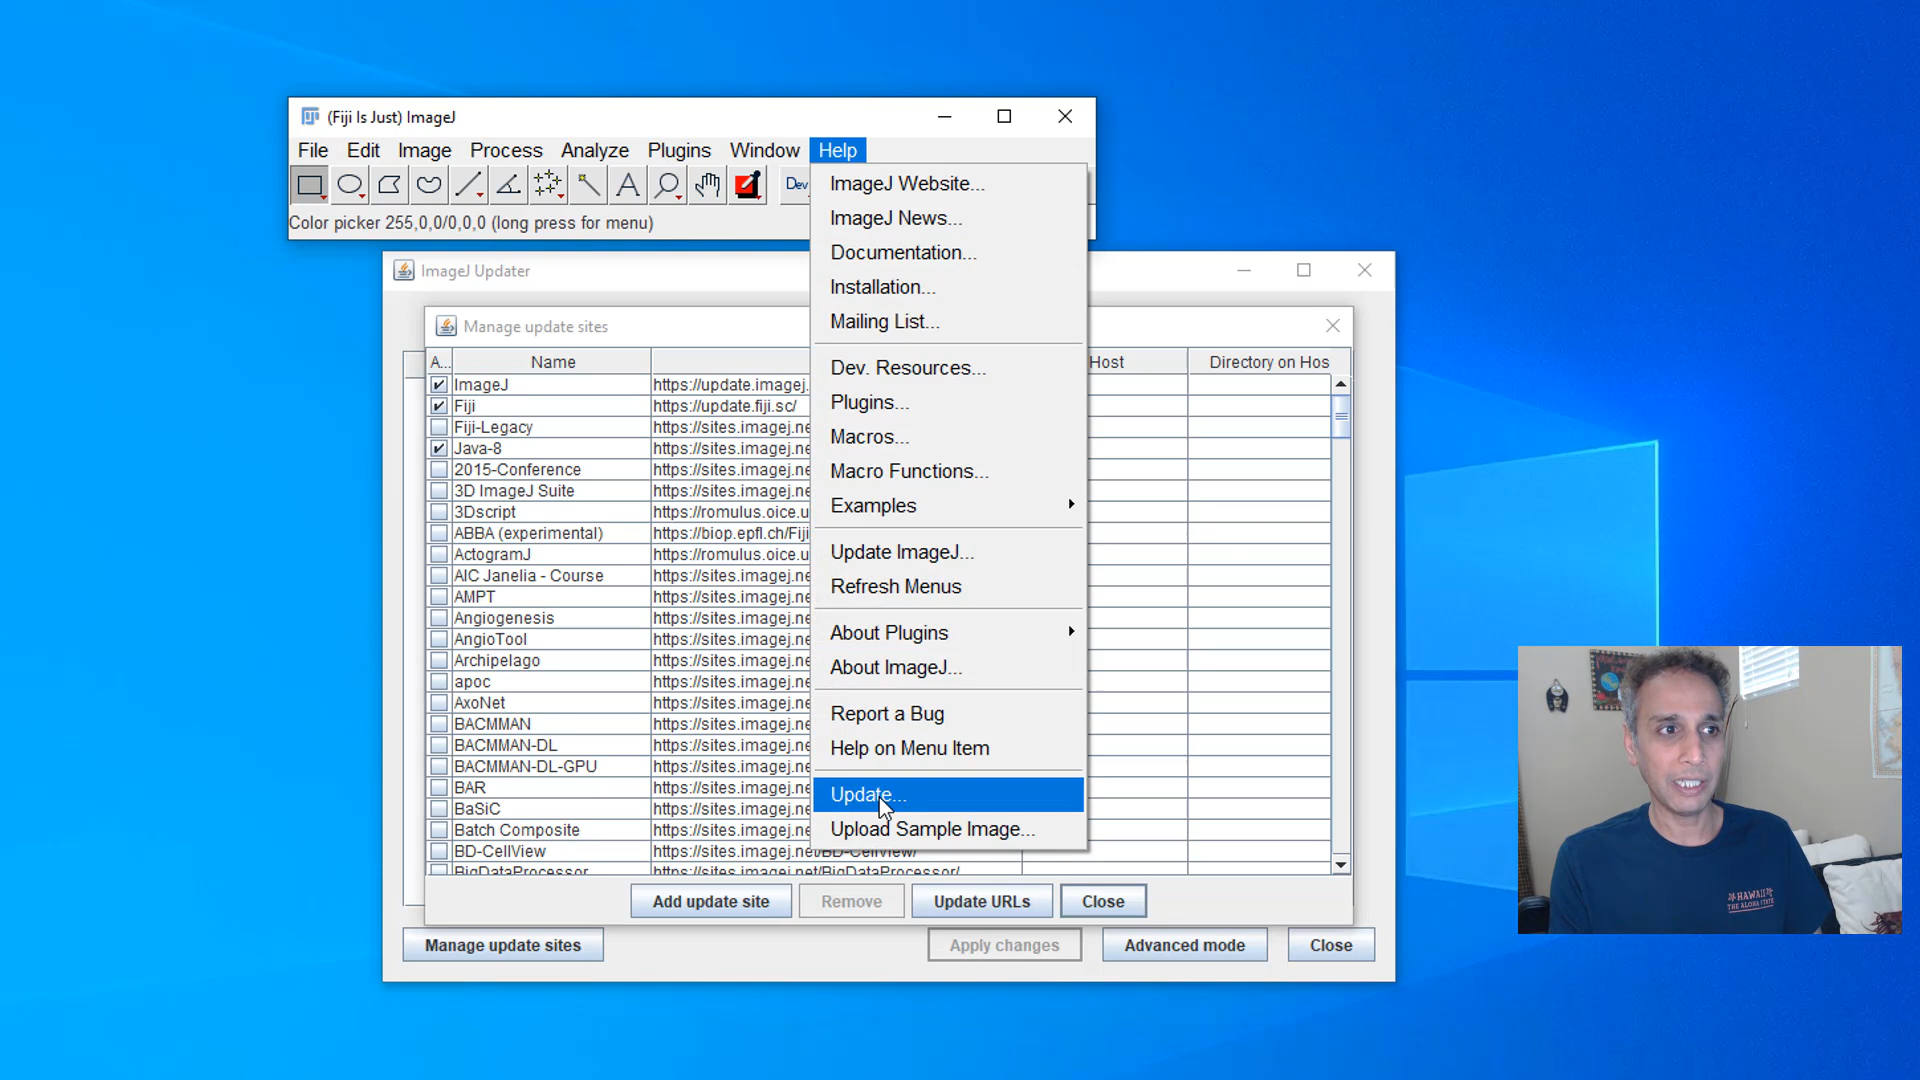 (Fiji Is Just) ImageJ
File Edit Image Process Analyze Plugins Window Help
Dev
Color picker 255,0,0/0,0,0 (long press for menu)
ImageJ Website...
ImageJ News...
Documentation...
Installation...
Mailing List...
Dev. Resources...
Plugins...
Macros...
Macro Functions...
Examples
Update ImageJ...
Refresh Menus
About Plugins
About ImageJ...
Report a Bug
Help on Menu Item
Update...
Upload Sample Image...
ImageJ Updater
Manage update sites
A... Name Host Directory on Hos
ImageJ https://update.imagej.
Fiji https://update.fiji.sc/
Fiji-Legacy https://sites.imagej.ne
Java-8 https://sites.imagej.ne
2015-Conference https://sites.imagej.ne
3D ImageJ Suite https://sites.imagej.ne
3Dscript https://romulus.oice.u
ABBA (experimental) https://biop.epfl.ch/Fiji
ActogramJ https://romulus.oice.u
AIC Janelia - Course https://sites.imagej.ne
AMPT https://sites.imagej.ne
Angiogenesis https://sites.imagej.ne
AngioTool https://sites.imagej.ne
Archipelago https://sites.imagej.ne
apoc https://sites.imagej.ne
AxoNet https://sites.imagej.ne
BACMMAN https://sites.imagej.ne
BACMMAN-DL https://sites.imagej.ne
BACMMAN-DL-GPU https://sites.imagej.ne
BAR https://sites.imagej.ne
BaSiC https://sites.imagej.ne
Batch Composite https://sites.imagej.ne
BD-CellView https://sites.imagej.net/BD-CellView/
BigDataProcessor https://sites.imagej.net/BigDataProcessor/
Add update site Remove Update URLs Close
Manage update sites Apply changes Advanced mode Close
HAWAII
THE ALOHA STATE